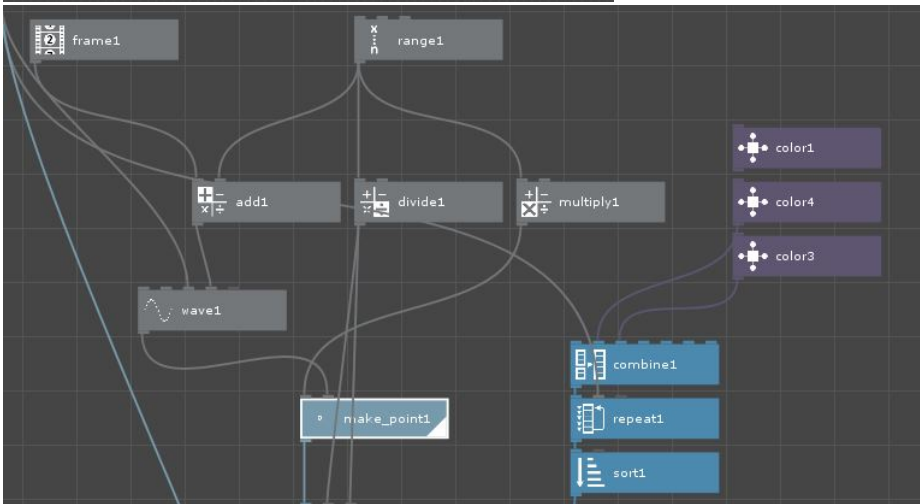 frame1
range1
color1
add1
divide1
multiply1
color4
color3
wave1
combine1
make_point1
repeat1
sort1